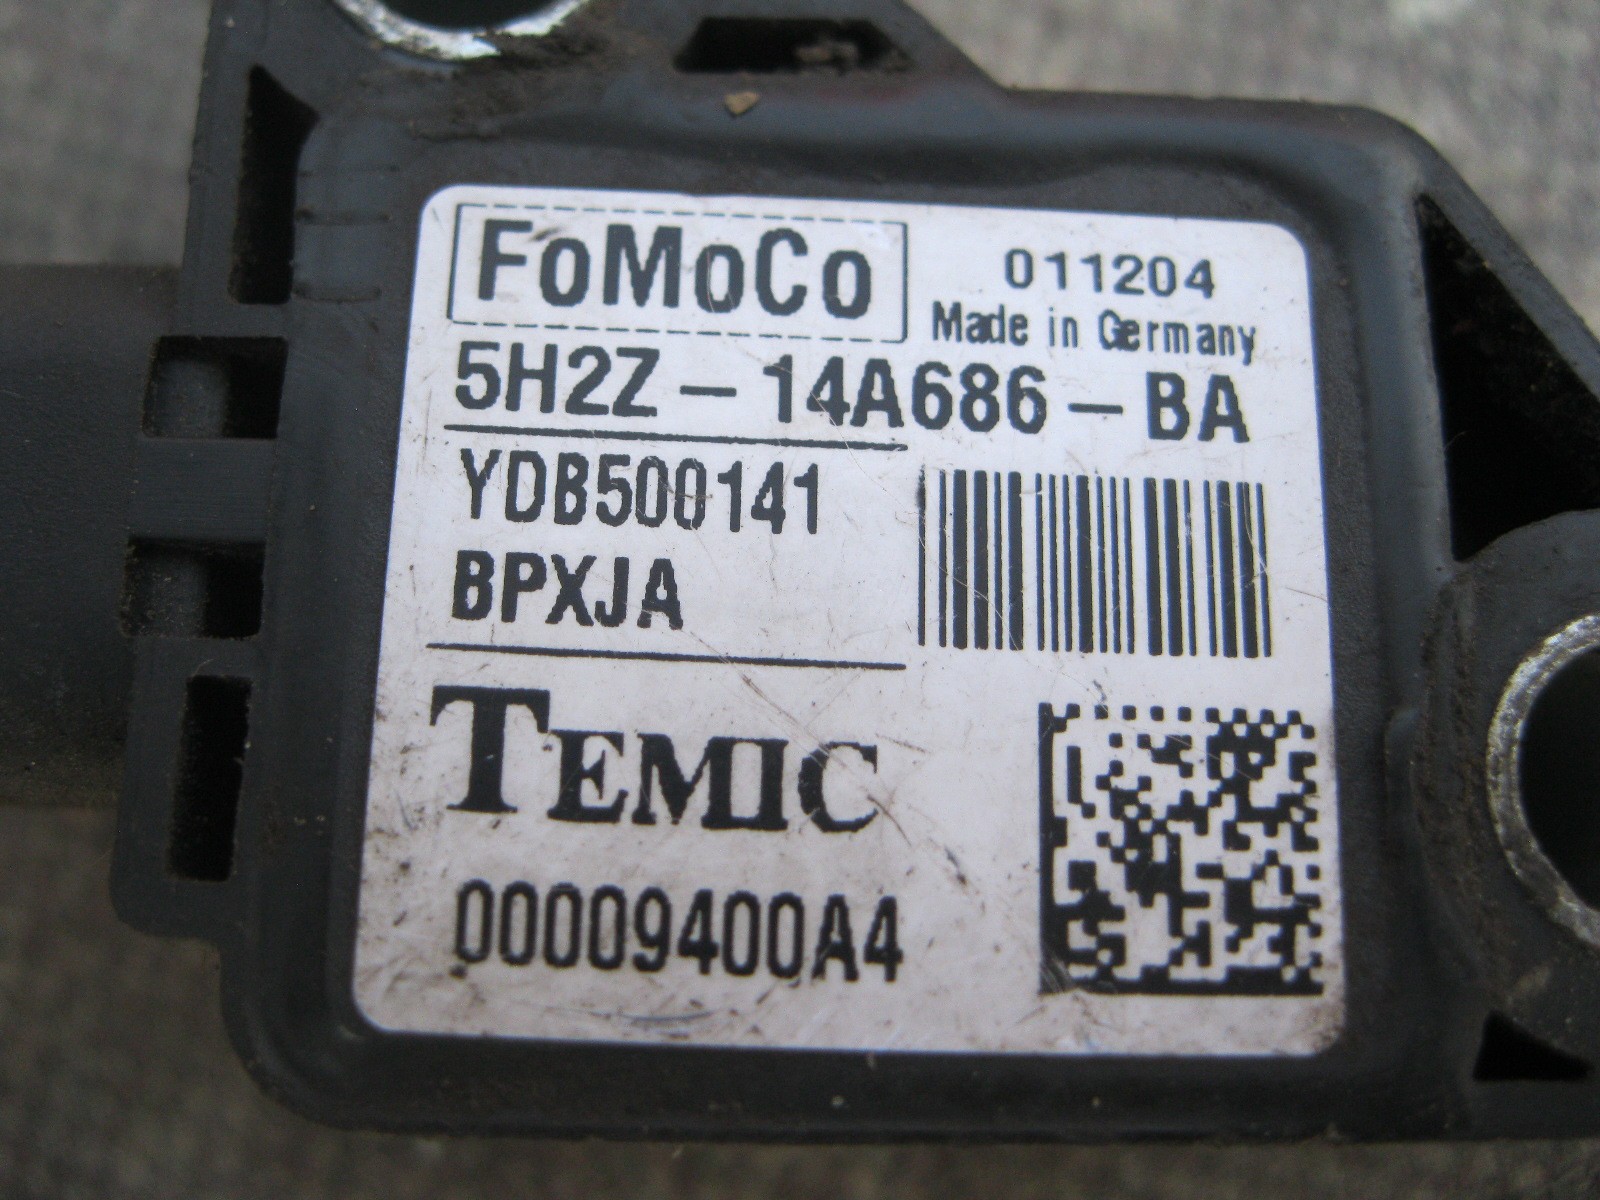 FoMoCo
011204
Made in Germany
5H2Z - 14A686 - BA
YDB500141
BPXJA
TEMIC
00009400A4